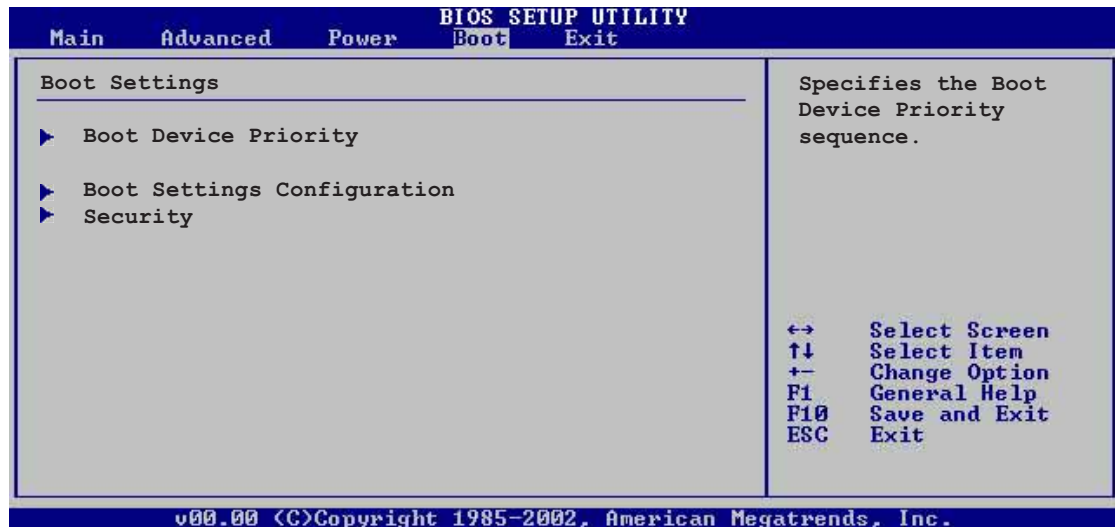 BIOS SETUP UTILITY
Main Advanced Power Boot Exit
Boot Settings
Boot Device Priority
Boot Settings Configuration
Security
Specifies the Boot
Device Priority
sequence.
←→ Select Screen
↑↓ Select Item
+- Change Option
F1 General Help
F10 Save and Exit
ESC Exit
v00.00 (C)Copyright 1985-2002, American Megatrends, Inc.